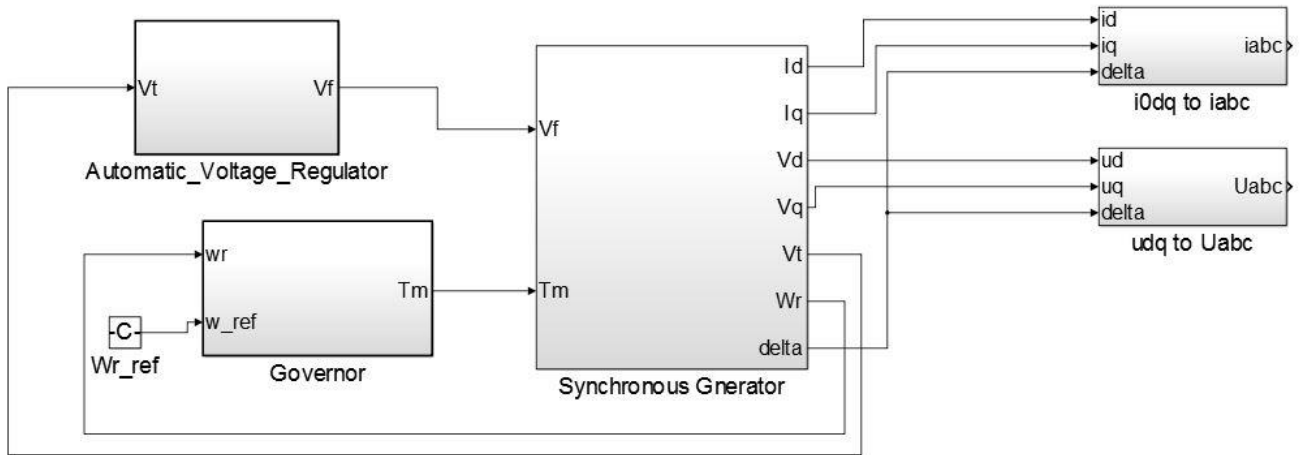 Vt
Vf
Automatic_Voltage_Regulator
wr
w_ref
Tm
Governor
-C-
Wr_ref
Vf
Tm
Id
Iq
Vd
Vq
Vt
Wr
delta
Synchronous Gnerator
id
iq
delta
iabc
i0dq to iabc
ud
uq
delta
Uabc
udq to Uabc